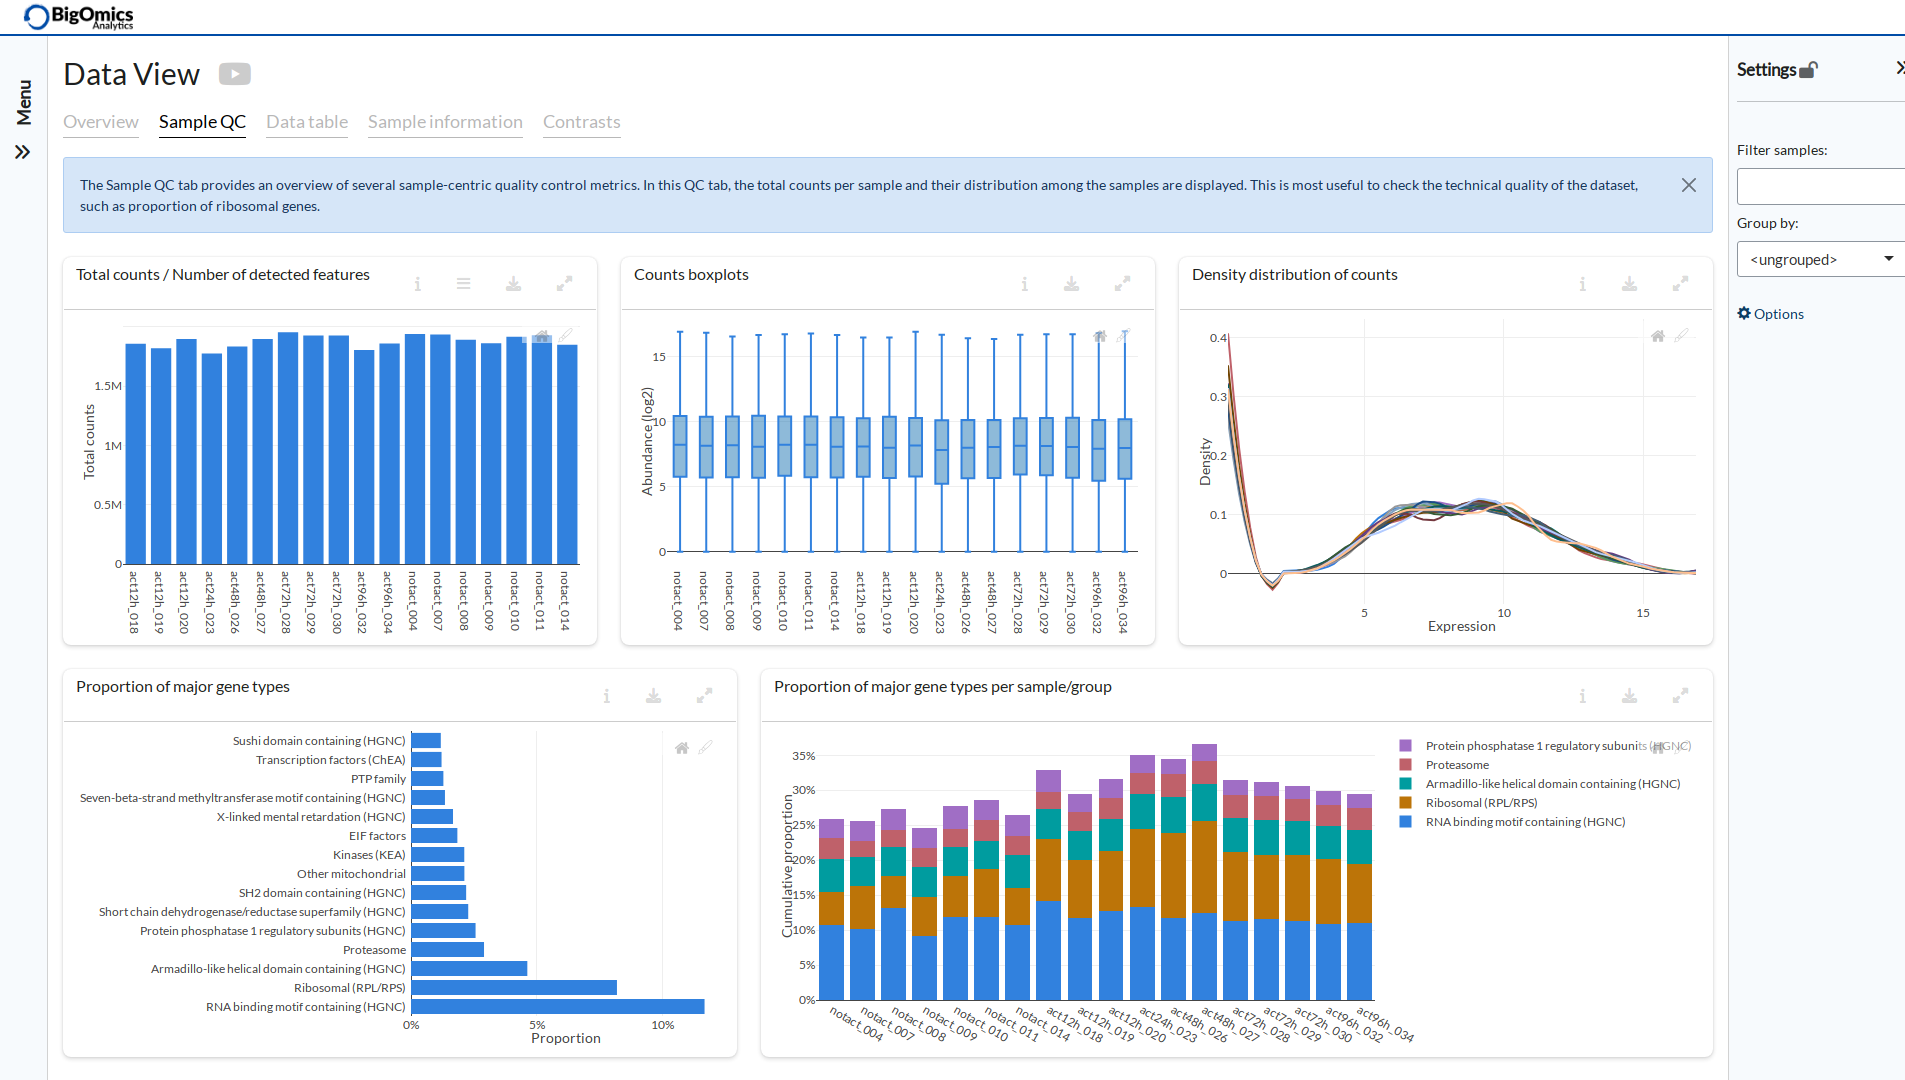 BigOmics
Analytics
Menu
Data View
Overview
Sample QC
Data table
Sample information
Contrasts
The Sample QC tab provides an overview of several sample-centric quality control metrics. In this QC tab, the total counts per sample and their distribution among the samples are displayed. This is most useful to check the technical quality of the dataset,
such as proportion of ribosomal genes.
Settings
Filter samples:
Group by:
<ungrouped>
Options
Total counts / Number of detected features
Total counts
1.5M
1M
0.5M
0
act12h_018
act12h_019
act12h_020
act24h_023
act48h_026
act48h_027
act72h_028
act72h_029
act72h_030
act96h_032
act96h_034
notact_004
notact_007
notact_008
notact_009
notact_010
notact_011
notact_014
Counts boxplots
Abundance (log2)
15
10
5
0
notact_004
notact_007
notact_008
notact_009
notact_010
notact_011
notact_014
act12h_018
act12h_019
act12h_020
act24h_023
act48h_026
act48h_027
act72h_028
act72h_029
act72h_030
act96h_032
act96h_034
Density distribution of counts
Density
0.4
0.3
0.2
0.1
0
5
10
15
Expression
Proportion of major gene types
Sushi domain containing (HGNC)
Transcription factors (ChEA)
PTP family
Seven-beta-strand methyltransferase motif containing (HGNC)
X-linked mental retardation (HGNC)
EIF factors
Kinases (KEA)
Other mitochondrial
SH2 domain containing (HGNC)
Short chain dehydrogenase/reductase superfamily (HGNC)
Protein phosphatase 1 regulatory subunits (HGNC)
Proteasome
Armadillo-like helical domain containing (HGNC)
Ribosomal (RPL/RPS)
RNA binding motif containing (HGNC)
0%
5%
10%
Proportion
Proportion of major gene types per sample/group
Cumulative proportion
35%
30%
25%
20%
15%
10%
5%
0%
notact_004
notact_007
notact_008
notact_009
notact_010
notact_011
notact_014
act12h_018
act12h_019
act12h_020
act24h_023
act48h_026
act48h_027
act72h_028
act72h_029
act72h_030
act96h_032
act96h_034
Protein phosphatase 1 regulatory subunits (HGNC)
Proteasome
Armadillo-like helical domain containing (HGNC)
Ribosomal (RPL/RPS)
RNA binding motif containing (HGNC)